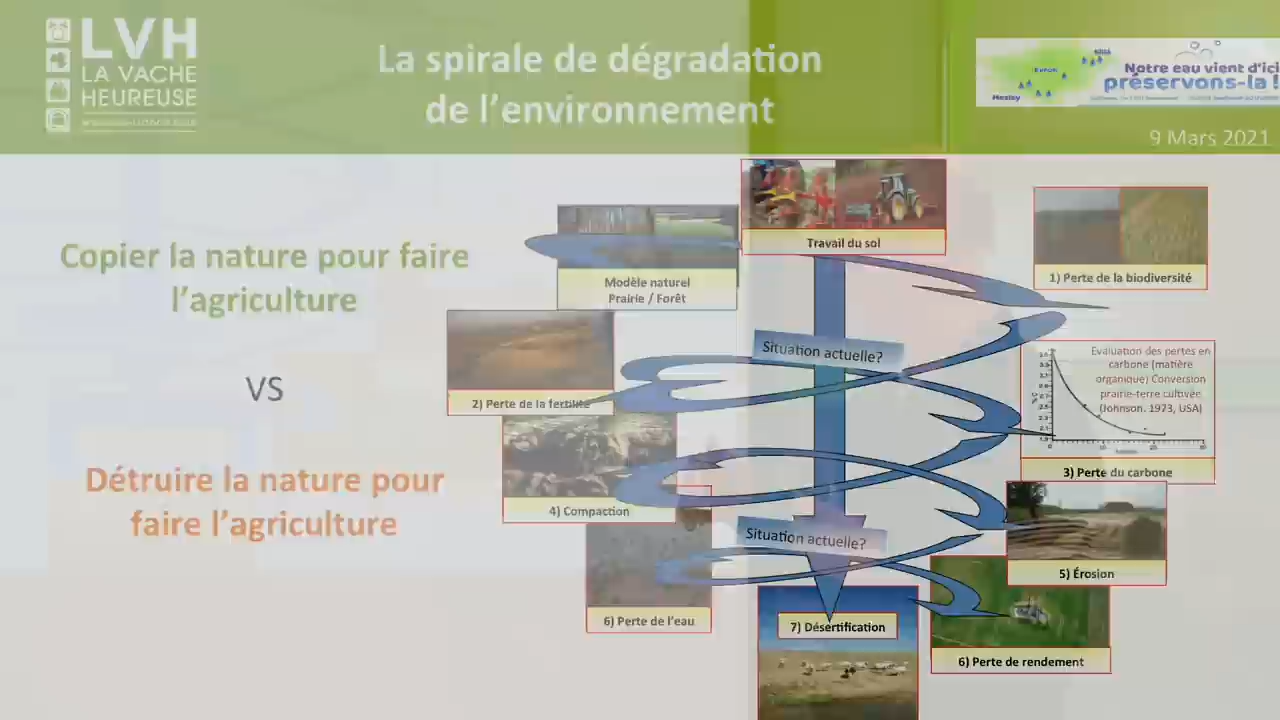 LVH
LA VACHE
HEUREUSE
La spirale de dégradation
de l'environnement
Notre eau vient d'ici
préservons-la !
9 Mars 2021
Copier la nature pour faire
l'agriculture
VS
Détruire la nature pour
faire l'agriculture
Travail du sol
Modèle naturel
Prairie / Forêt
1) Perte de la biodiversité
Situation actuelle?
2) Perte de la fertilité
Evaluation des pertes en
carbone (matière
organique) Conversion
prairie-terre cultivée
(Johnson. 1973, USA)
3) Perte du carbone
4) Compaction
Situation actuelle?
5) Érosion
6) Perte de l'eau
7) Désertification
6) Perte de rendement